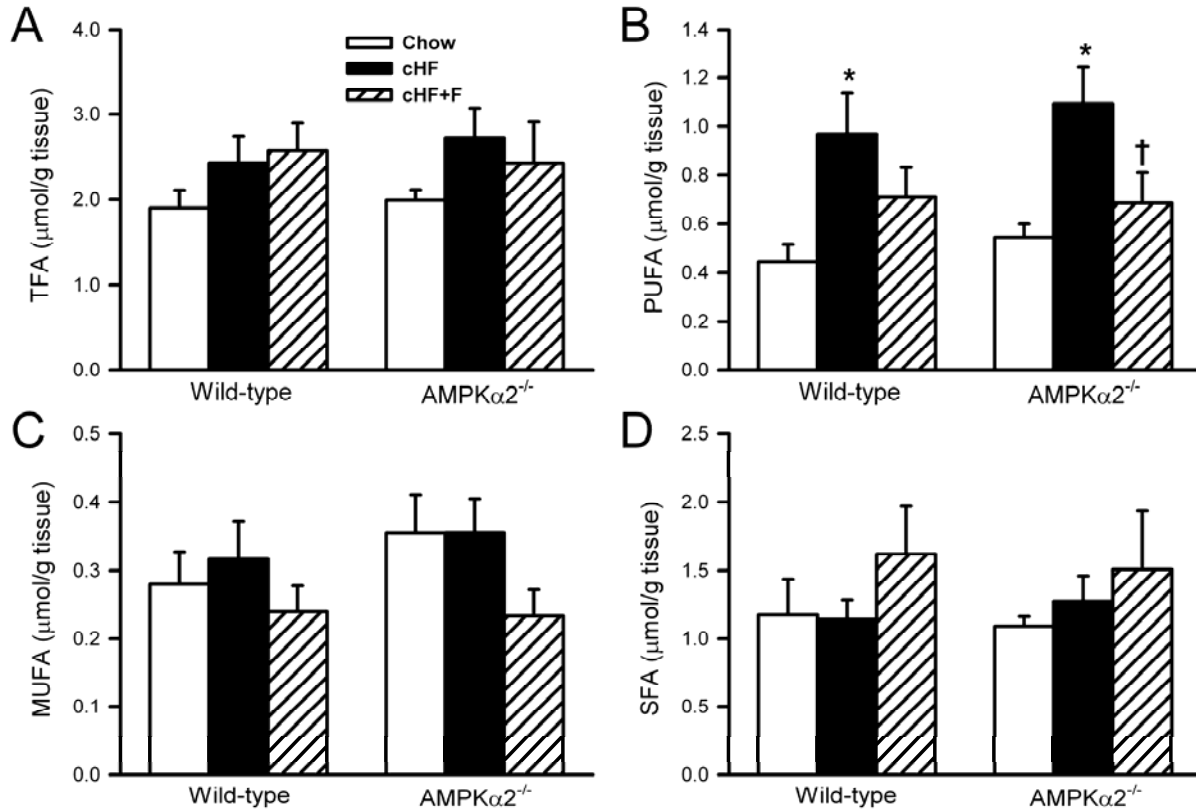 A
TFA (μmol/g tissue)
4.0
3.0
2.0
1.0
0.0
Chow
cHF
cHF+F
Wild-type
AMPKα2-/-
B
PUFA (μmol/g tissue)
1.4
1.2
1.0
0.8
0.6
0.4
0.2
0.0
*
*
†
Wild-type
AMPKα2-/-
C
MUFA (μmol/g tissue)
0.5
0.4
0.3
0.2
0.1
0.0
Wild-type
AMPKα2-/-
D
SFA (μmol/g tissue)
2.5
2.0
1.5
1.0
0.5
0.0
Wild-type
AMPKα2-/-